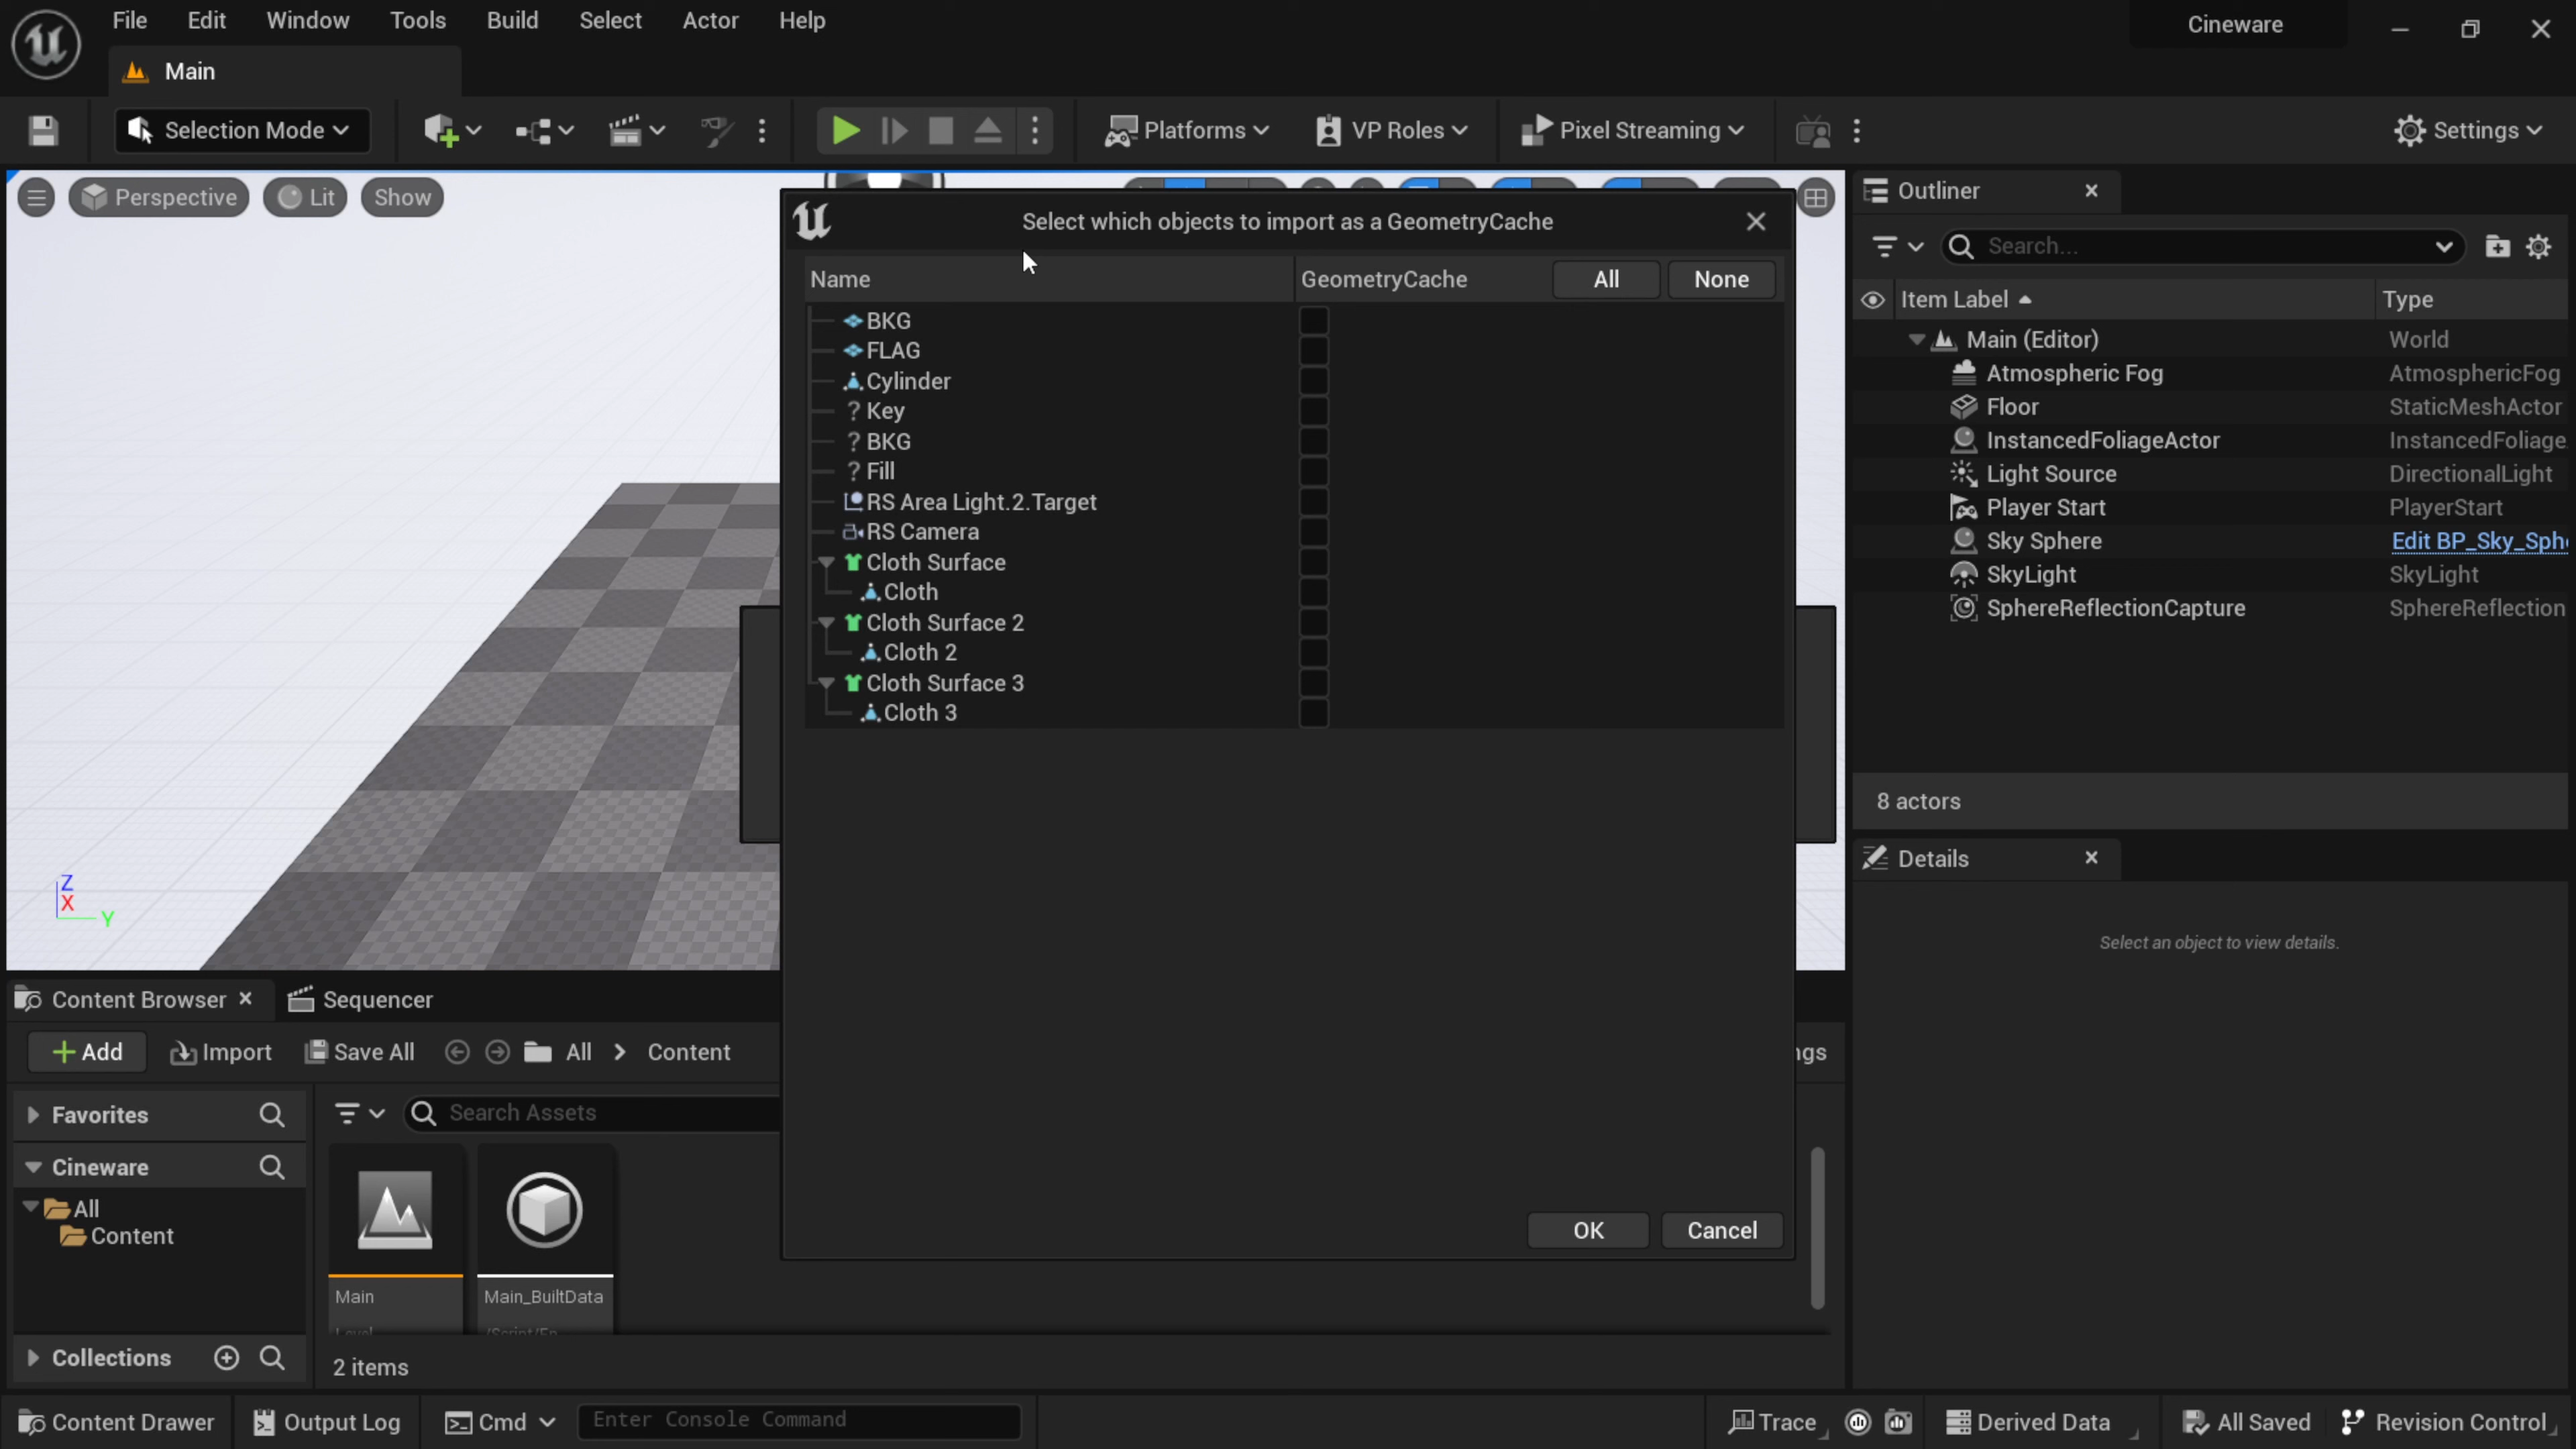 File Edit Window Tools Build Select Actor Help
Cineware
Main
Selection Mode
Platforms
VP Roles
Pixel Streaming
Settings
Perspective
Lit
Show
Select which objects to import as a GeometryCache
Name
GeometryCache
All
None
BKG
FLAG
Cylinder
? Key
? BKG
? Fill
RS Area Light.2.Target
RS Camera
Cloth Surface
Cloth
Cloth Surface 2
Cloth 2
Cloth Surface 3
Cloth 3
OK
Cancel
Outliner
Search...
Item Label
Type
Main (Editor) World
Atmospheric Fog AtmosphericFog
Floor StaticMeshActor
InstancedFoliageActor InstancedFoliage
Light Source DirectionalLight
Player Start PlayerStart
Sky Sphere Edit BP_Sky_Sph
SkyLight SkyLight
SphereReflectionCapture SphereReflection
8 actors
Details
Select an object to view details.
Z
X
Y
Content Browser
Sequencer
Add
Import
Save All
All
Content
ngs
Favorites
Search Assets
Cineware
All
Content
Main
Main_BuiltData
Collections
2 items
Content Drawer
Output Log
Cmd
Enter Console Command
Trace
Derived Data
All Saved
Revision Control